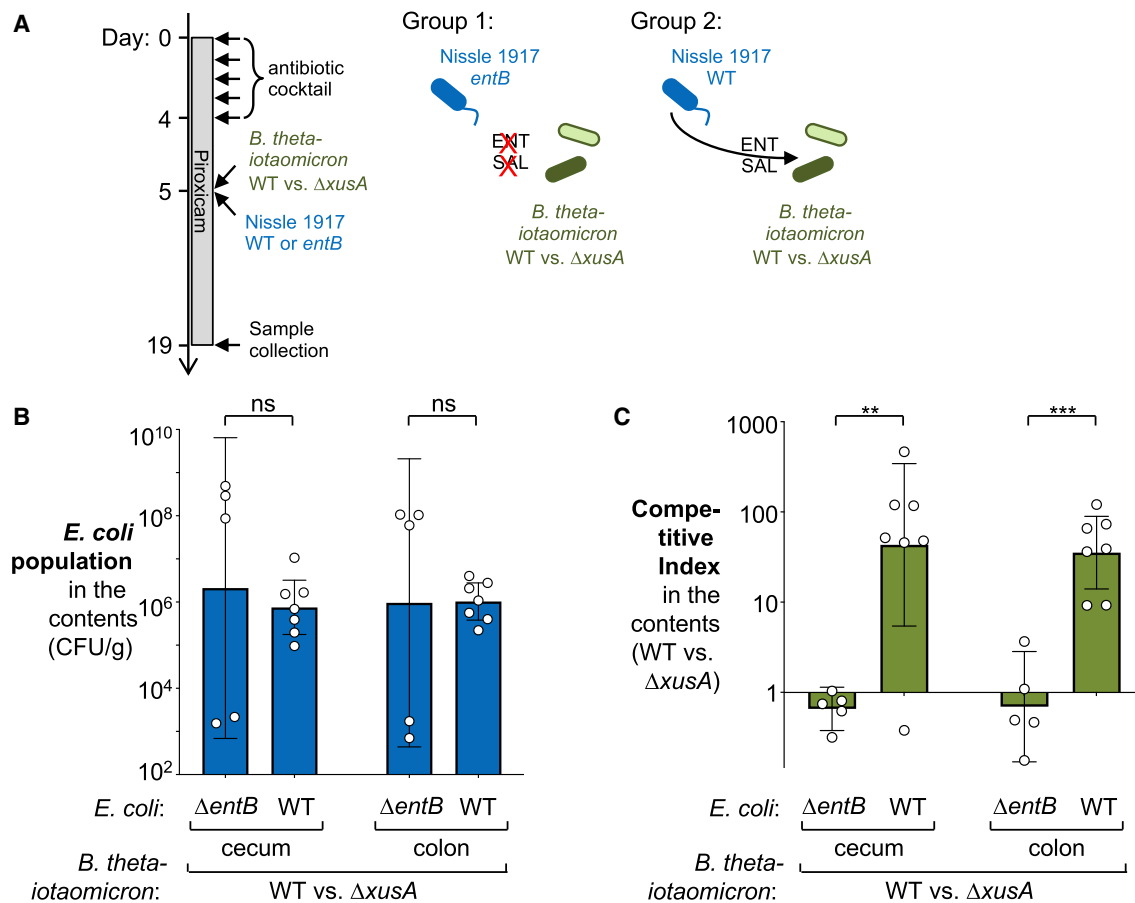 A
Day: 0
4
5
19
Piroxicam
antibiotic
cocktail
B. theta-
iotaomicron
WT vs. ΔxusA
Nissle 1917
WT or entB
Sample
collection
Group 1:
Nissle 1917
entB
ENT
SAL
B. theta-
iotaomicron
WT vs. ΔxusA
Group 2:
Nissle 1917
WT
ENT
SAL
B. theta-
iotaomicron
WT vs. ΔxusA
B
ns
ns
E. coli
population
in the
contents
(CFU/g)
10^10
10^8
10^6
10^4
10^2
E. coli:
ΔentB
WT
ΔentB
WT
cecum
colon
B. theta-
iotaomicron:
WT vs. ΔxusA
C
**
***
Compe-
titive
Index
in the
contents
(WT vs.
ΔxusA)
1000
100
10
1
E. coli:
ΔentB
WT
ΔentB
WT
cecum
colon
B. theta-
iotaomicron:
WT vs. ΔxusA